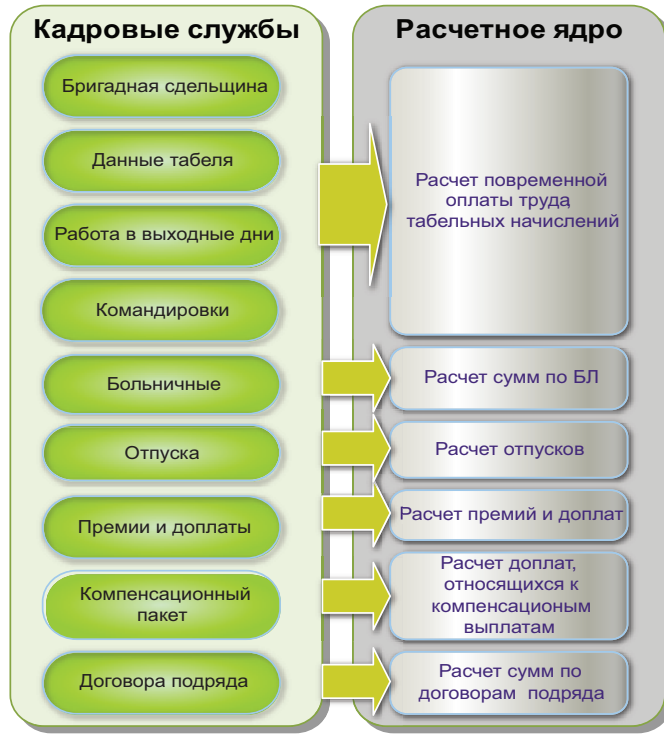 Кадровые службы
Бригадная сдельщина
Данные табеля
Работа в выходные дни
Командировки
Больничные
Отпуска
Премии и доплаты
Компенсационный
пакет
Договора подряда
Расчетное ядро
Расчет повременной
оплаты труда
табельных начислений
Расчет сумм по БЛ
Расчет отпусков
Расчет премий и доплат
Расчет доплат,
относящихся к
компенсационым
выплатам
Расчет сумм по
договорам подряда